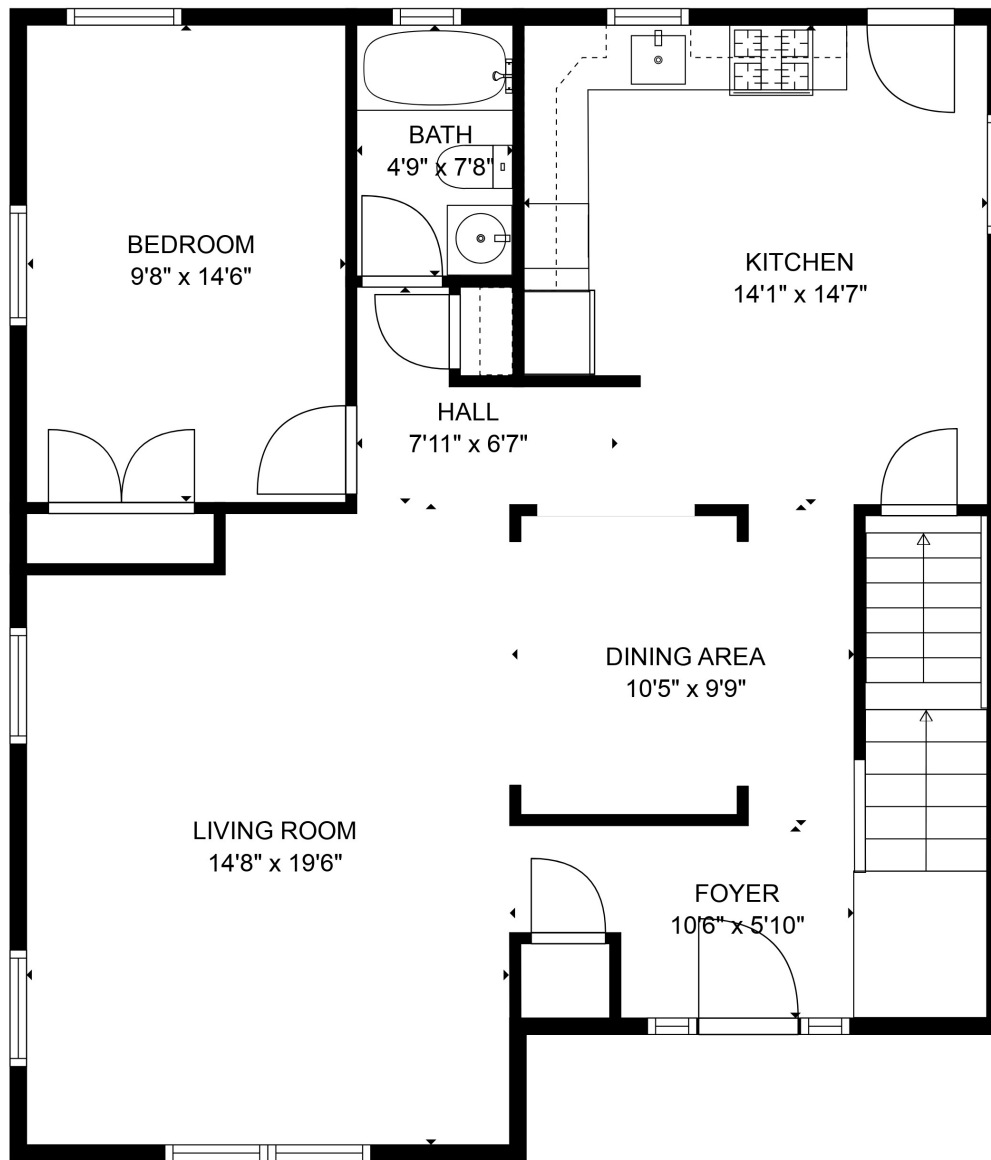 BATH
4'9" x 7'8"
BEDROOM
9'8" x 14'6"
KITCHEN
14'1" x 14'7"
HALL
7'11" x 6'7"
DINING AREA
10'5" x 9'9"
LIVING ROOM
14'8" x 19'6"
FOYER
10'6" x 5'10"